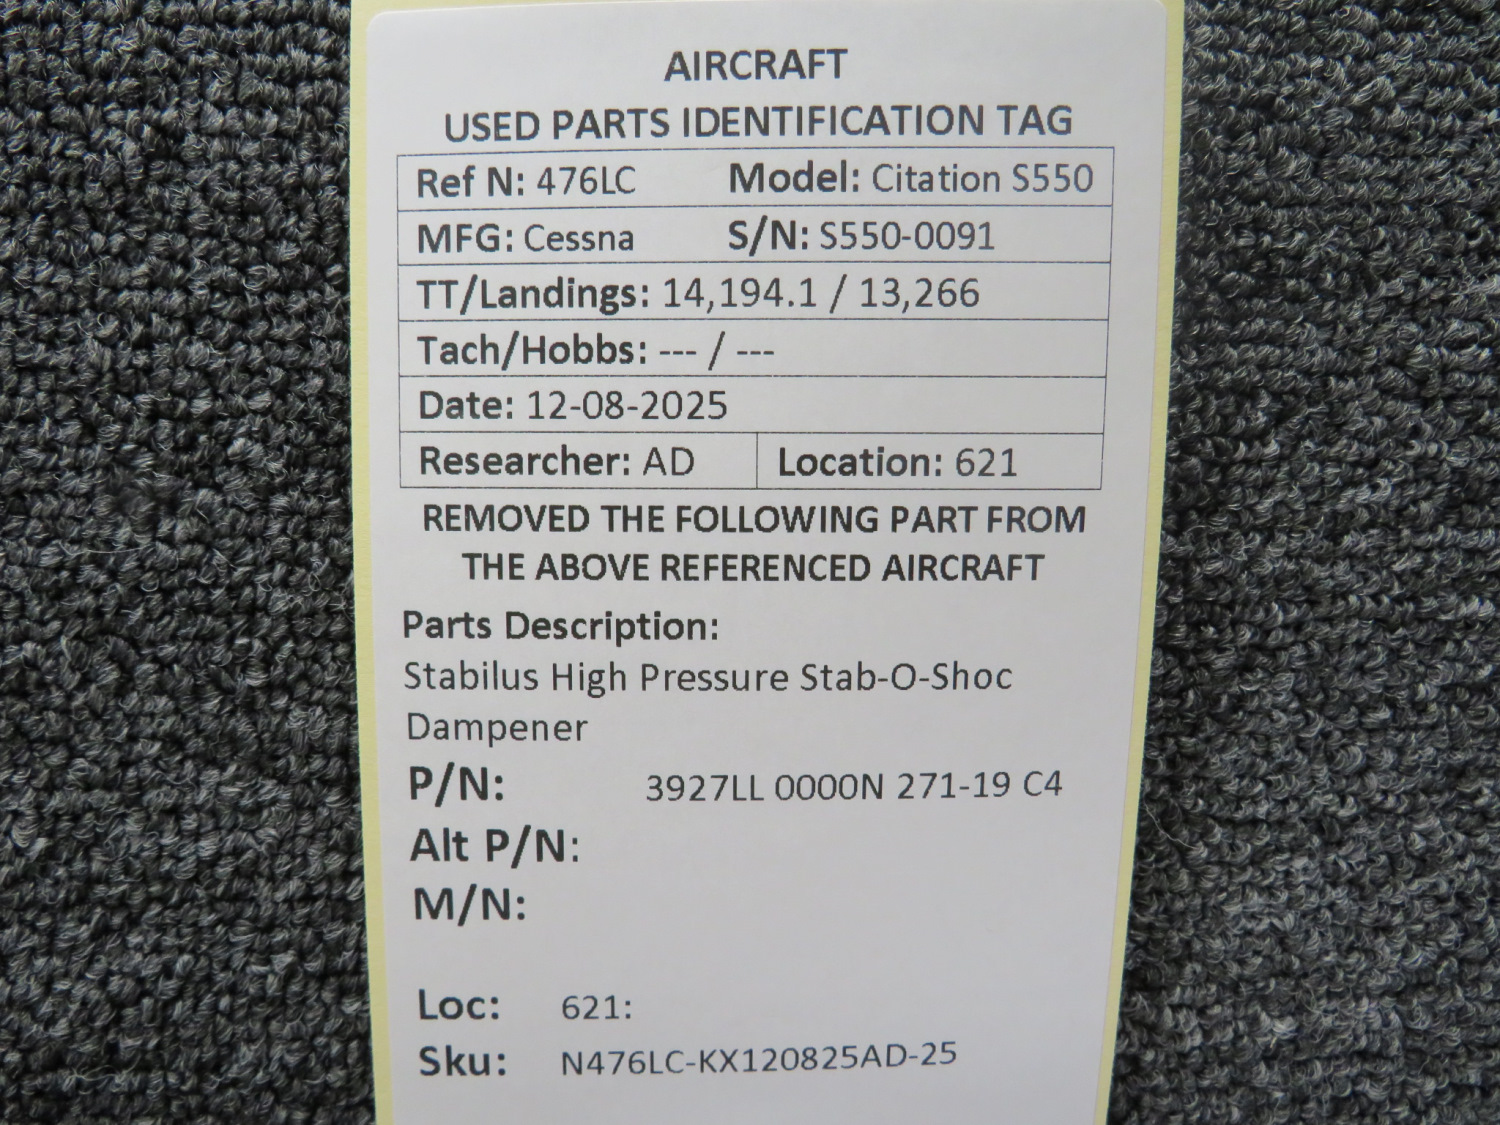 AIRCRAFT
USED PARTS IDENTIFICATION TAG
Ref N: 476LC Model: Citation S550
MFG: Cessna S/N: S550-0091
TT/Landings: 14,194.1 / 13,266
Tach/Hobbs: --- / ---
Date: 12-08-2025
Researcher: AD Location: 621
REMOVED THE FOLLOWING PART FROM
THE ABOVE REFERENCED AIRCRAFT
Parts Description:
Stabilus High Pressure Stab-O-Shoc
Dampener
P/N: 3927LL 0000N 271-19 C4
Alt P/N:
M/N:
Loc: 621:
Sku: N476LC-KX120825AD-25